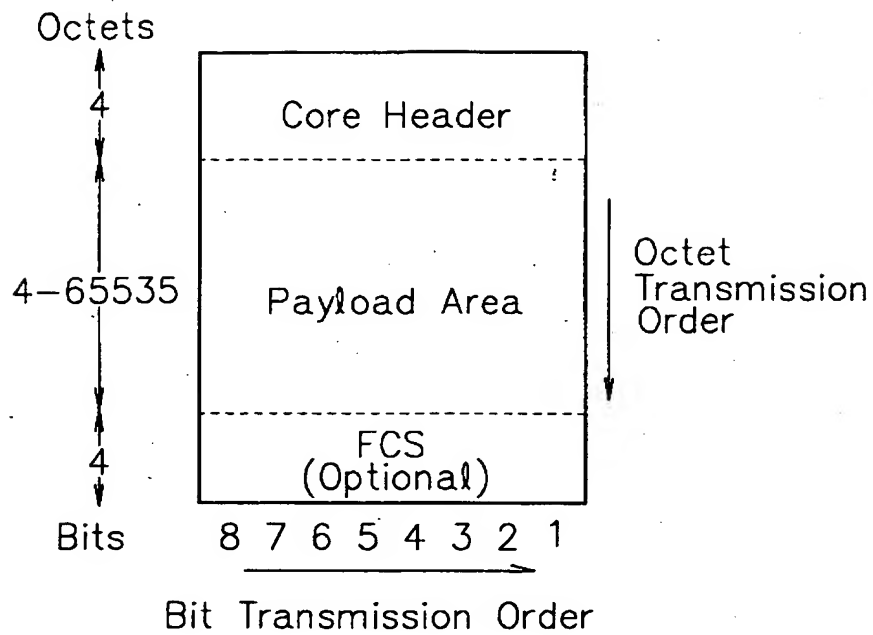 Octets
4
Core Header
4-65535
Payload Area
Octet
Transmission
Order
4
FCS
(Optional)
Bits
8 7 6 5 4 3 2 1
Bit Transmission Order